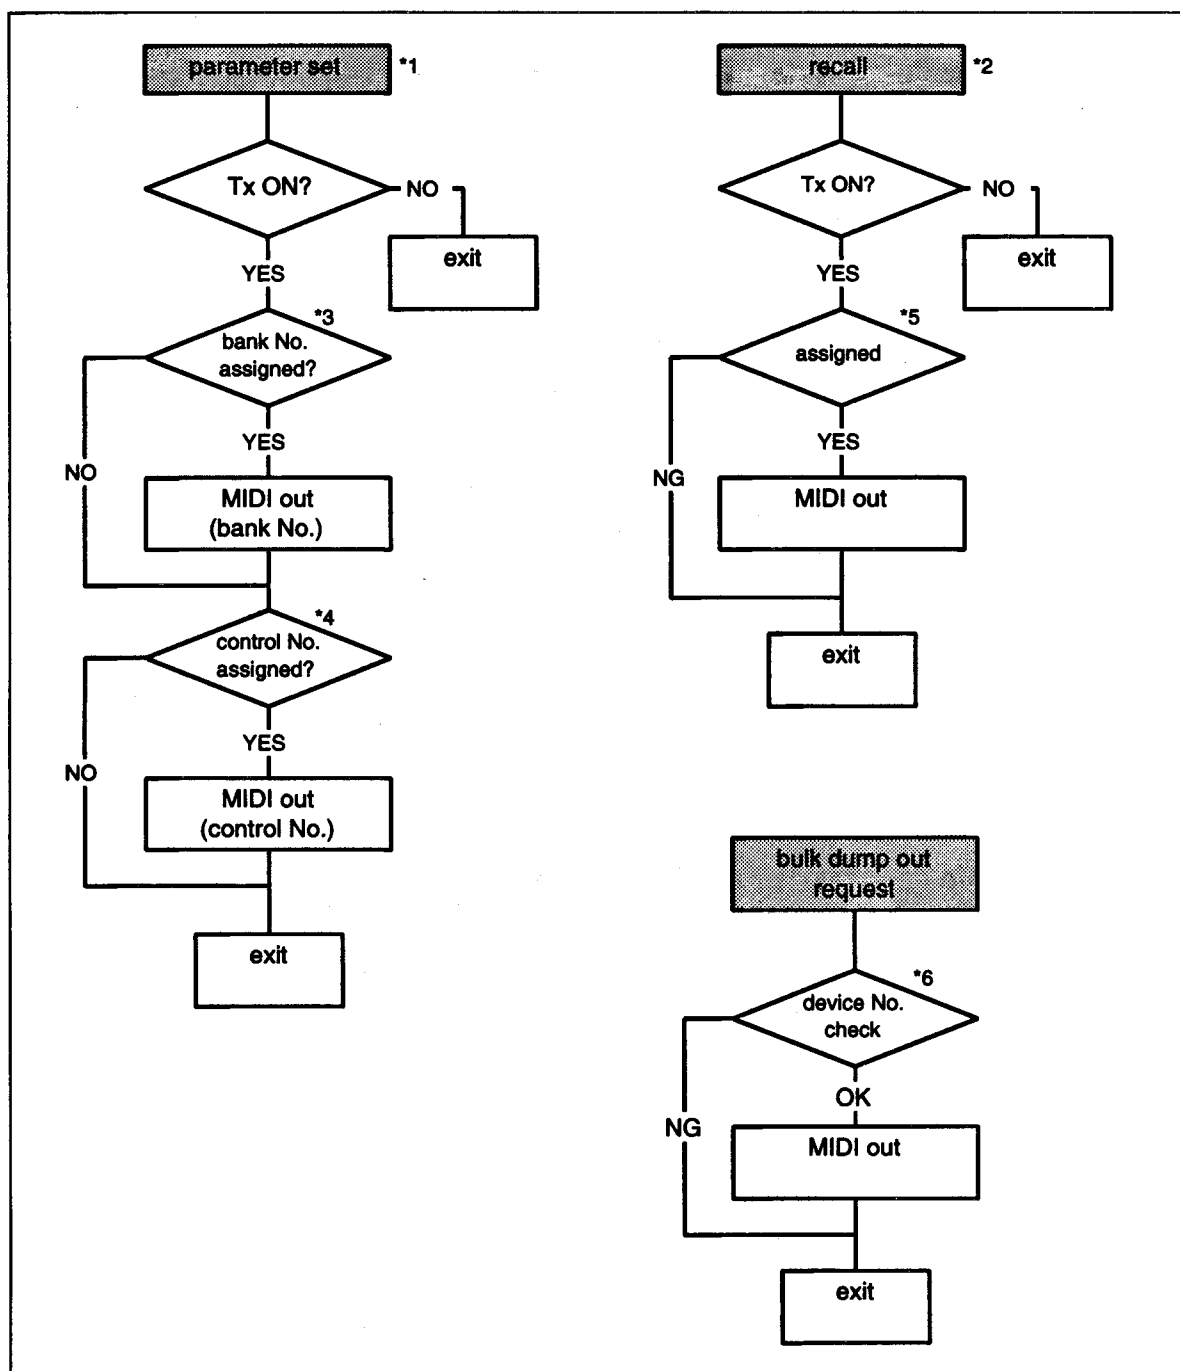 parameter set *1
Tx ON?
NO
exit
YES
*3
bank No.
assigned?
YES
NO
MIDI out
(bank No.)
*4
control No.
assigned?
YES
NO
MIDI out
(control No.)
exit
recall *2
Tx ON?
NO
exit
YES
*5
assigned
YES
NG
MIDI out
exit
bulk dump out
request
*6
device No.
check
OK
NG
MIDI out
exit